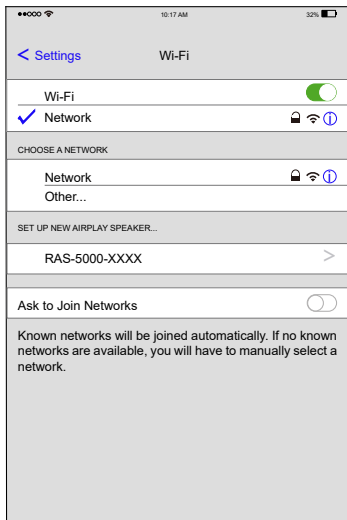 10:17 AM
32%
< Settings
Wi-Fi
Wi-Fi
Network
CHOOSE A NETWORK
Network
Other...
SET UP NEW AIRPLAY SPEAKER...
RAS-5000-XXXX
Ask to Join Networks
Known networks will be joined automatically. If no known
networks are available, you will have to manually select a
network.